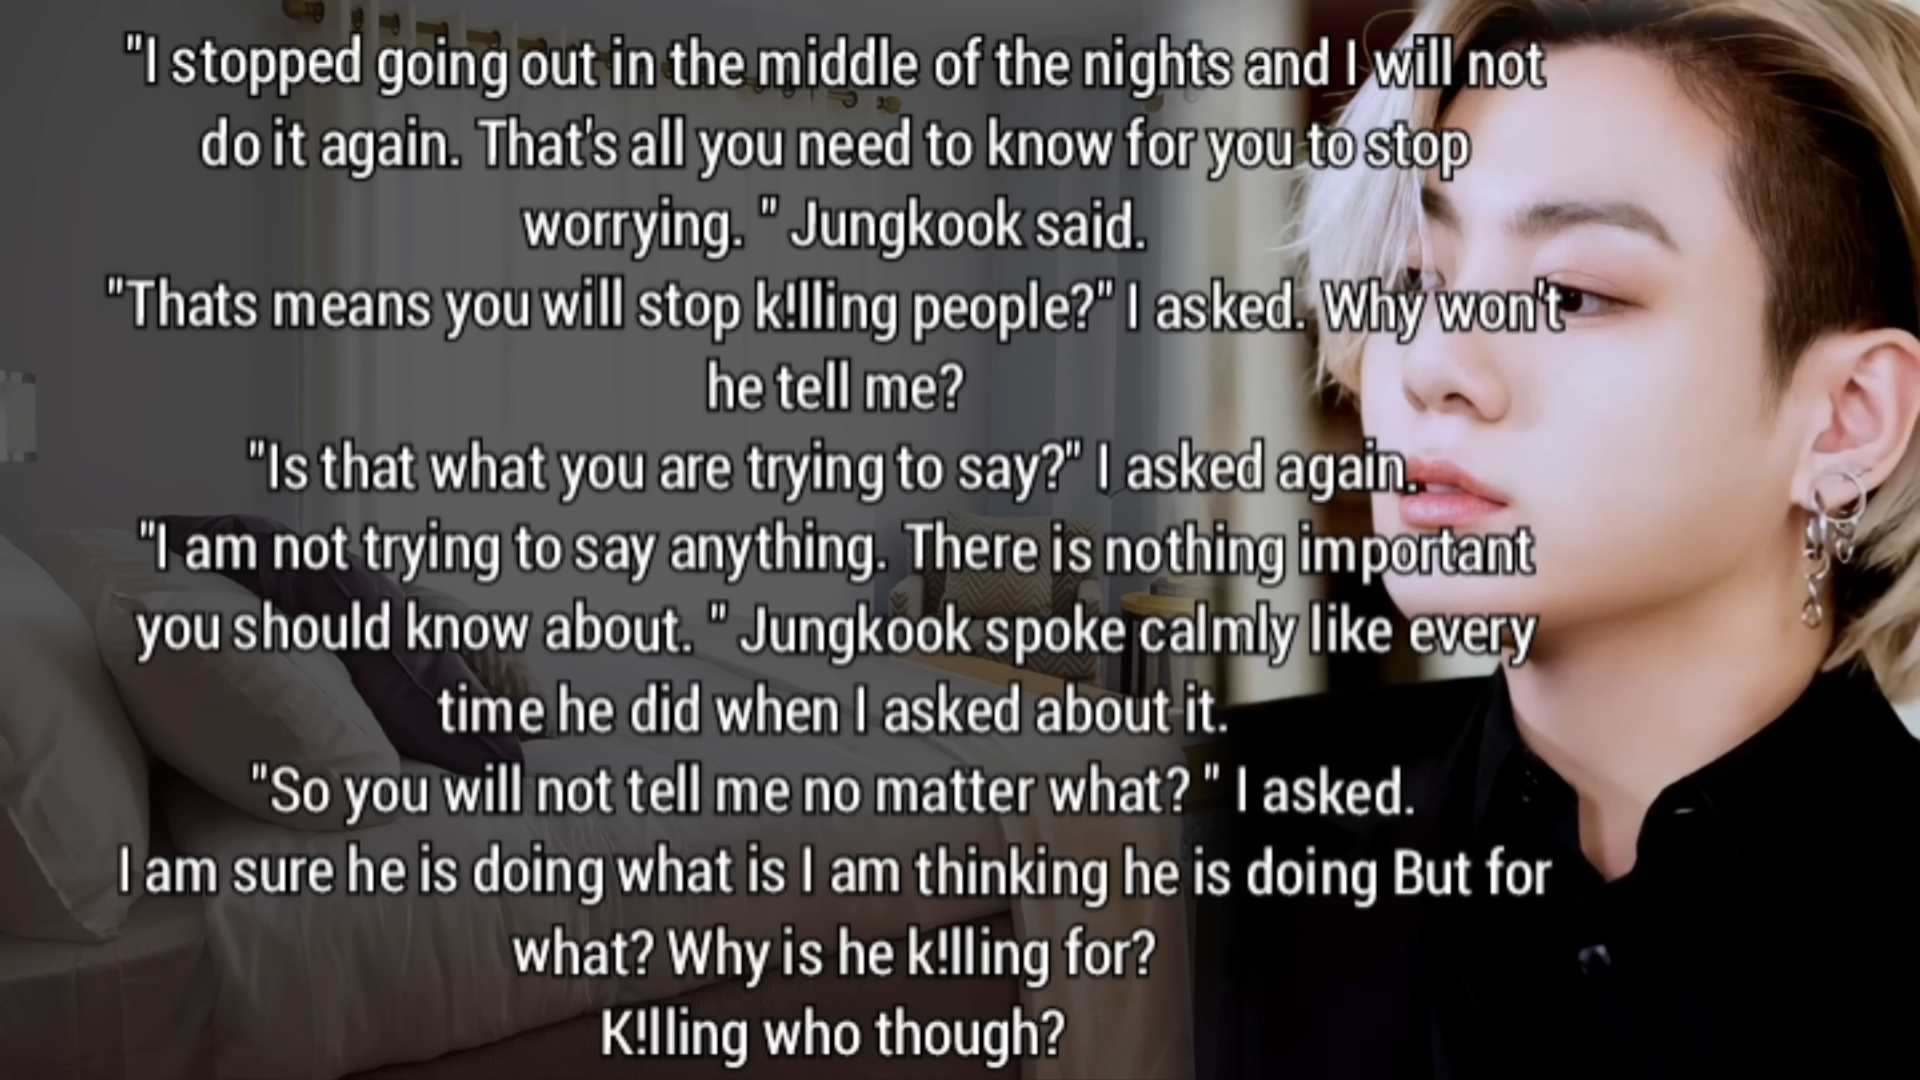 "I stopped going out in the middle of the nights and I will not
do it again. That's all you need to know for you to stop
worrying. " Jungkook said.
"Thats means you will stop k!lling people?" I asked. Why won't
he tell me?
"Is that what you are trying to say?" I asked again.
"I am not trying to say anything. There is nothing important
you should know about. " Jungkook spoke calmly like every
time he did when I asked about it.
"So you will not tell me no matter what? " I asked.
I am sure he is doing what is I am thinking he is doing But for
what? Why is he k!lling for?
K!lling who though?